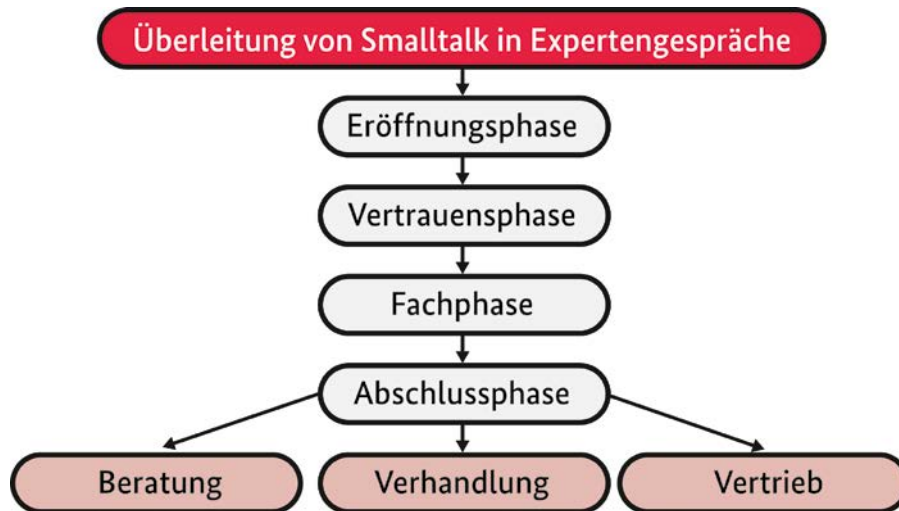 Überleitung von Smalltalk in Expertengespräche
Eröffnungsphase
Vertrauensphase
Fachphase
Abschlussphase
Beratung
Verhandlung
Vertrieb